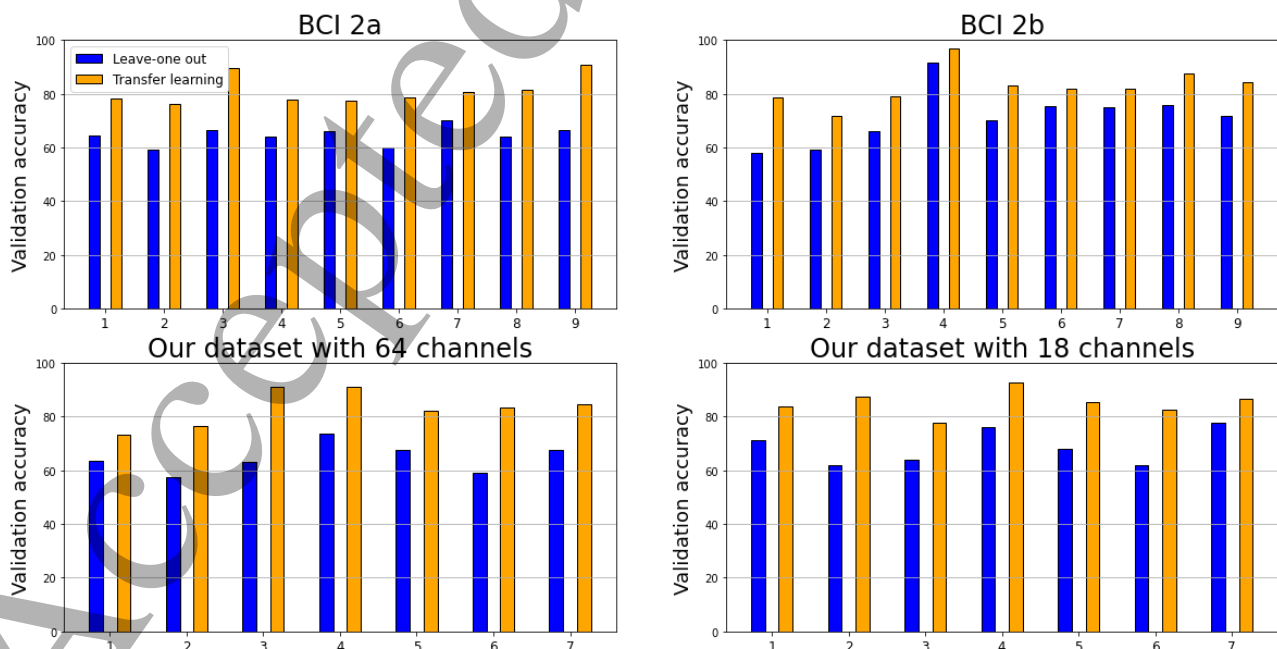 BCI 2a
Leave-one out
Transfer learning
Validation accuracy
100
80
60
40
20
0
1 2 3 4 5 6 7 8 9
BCI 2b
Validation accuracy
100
80
60
40
20
0
1 2 3 4 5 6 7 8 9
Our dataset with 64 channels
Validation accuracy
100
80
60
40
20
0
1 2 3 4 5 6 7
Our dataset with 18 channels
Validation accuracy
100
80
60
40
20
0
1 2 3 4 5 6 7
Accepted